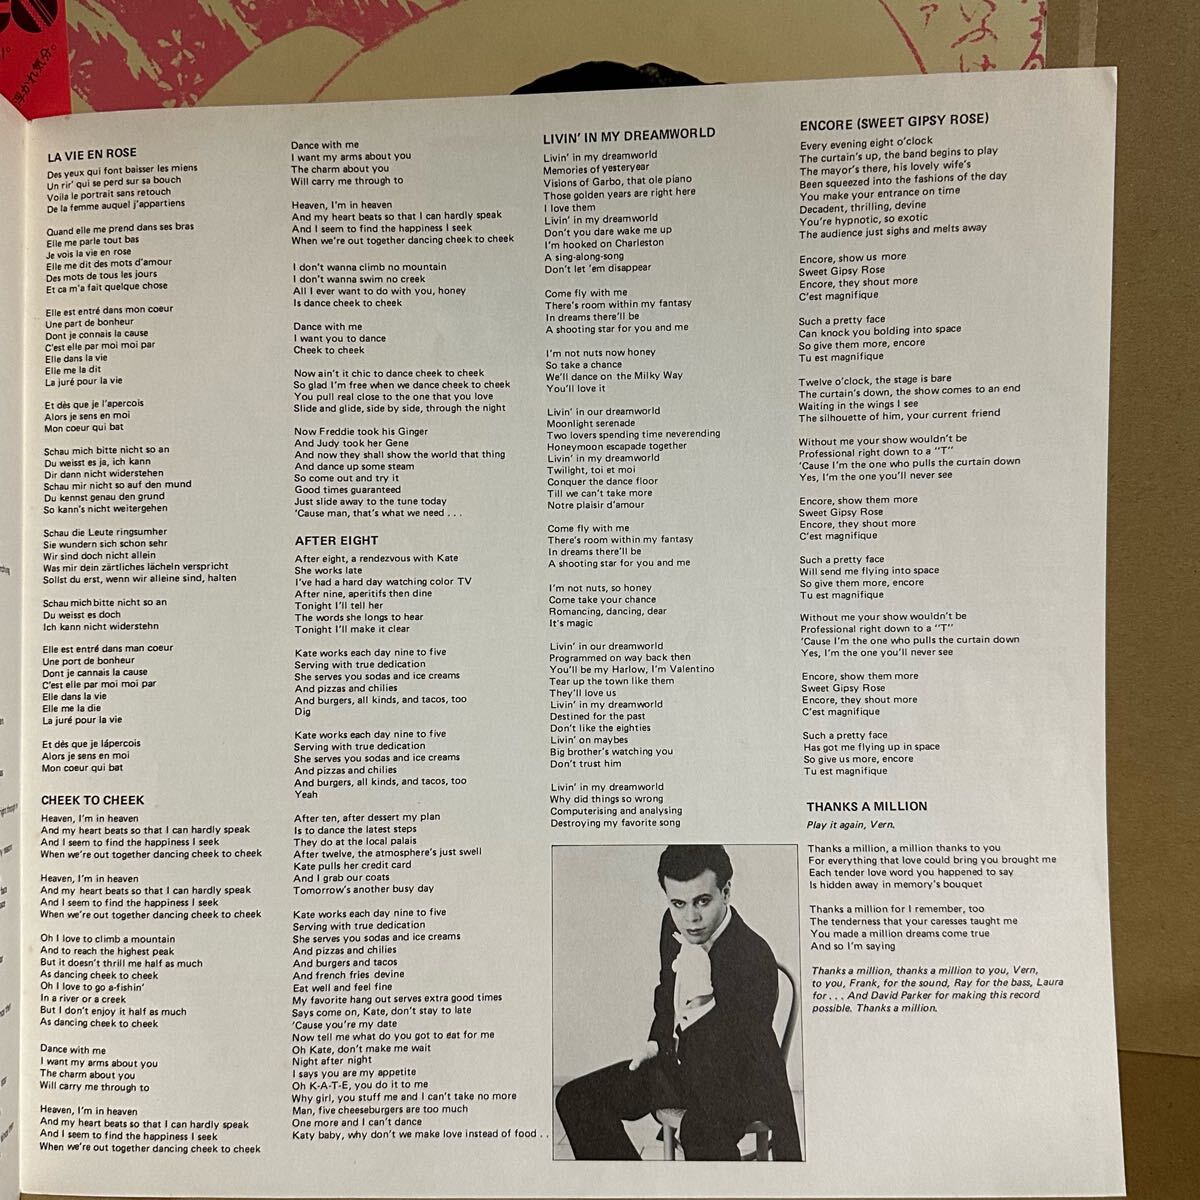 LA VIE EN ROSE
Des yeux qui font baisser les miens
Un rir' qui se perd sur sa bouch
Voila le portrait sans retouch
De la femme auquel j'appartiens
Quand elle me prend dans ses bras
Elle me parle tout bas
Je vois la vie en rose
Elle me dit des mots d'amour
Des mots de tous les jours
Et ca m'a fait quelque chose
Elle est entré dans mon coeur
Une part de bonheur
Dont je connais la cause
C'est elle par moi moi par
Elle dans la vie
Elle me la dit
La juré pour la vie
Et dès que je l'apercois
Alors je sens en moi
Mon coeur qui bat
Schau mich bitte nicht so an
Du weisst es ja, ich kann
Dir dann nicht widerstehen
Schau mir nicht so auf den mund
Du kennst genau den grund
So kann's nicht weitergehen
Schau die Leute ringsumher
Sie wundern sich schon sehr
Wir sind doch nicht allein
Was mir dein zärtliches lächeln verspricht
Sollst du erst, wenn wir alleine sind, halten
Schau mich bitte nicht so an
Du weisst es doch
Ich kann nicht widerstehn
Elle est entré dans man coeur
Une port de bonheur
Dont je cannais la cause
C'est elle par moi moi par
Elle dans la vie
Elle me la die
La juré pour la vie
Et dés que je lápercois
Alors je sens en moi
Mon coeur qui bat
CHEEK TO CHEEK
Heaven, I'm in heaven
And my heart beats so that I can hardly speak
And I seem to find the happiness I seek
When we're out together dancing cheek to cheek
Heaven, I'm in heaven
And my heart beats so that I can hardly speak
And I seem to find the happiness I seek
When we're out together dancing cheek to cheek
Oh I love to climb a mountain
And to reach the highest peak
But it doesn't thrill me half as much
As dancing cheek to cheek
Oh I love to go a-fishin'
In a river or a creek
But I don't enjoy it half as much
As dancing cheek to cheek
Dance with me
I want my arms about you
The charm about you
Will carry me through to
Heaven, I'm in heaven
And my heart beats so that I can hardly speak
And I seem to find the happiness I seek
When we're out together dancing cheek to cheek
Dance with me
I want my arms about you
The charm about you
Will carry me through to
Heaven, I'm in heaven
And my heart beats so that I can hardly speak
And I seem to find the happiness I seek
When we're out together dancing cheek to cheek
I don't wanna climb no mountain
I don't wanna swim no creek
All I ever want to do with you, honey
Is dance cheek to cheek
Dance with me
I want you to dance
Cheek to cheek
Now ain't it chic to dance cheek to cheek
So glad I'm free when we dance cheek to cheek
You pull real close to the one that you love
Slide and glide, side by side, through the night
Now Freddie took his Ginger
And Judy took her Gene
And now they shall show the world that thing
And dance up some steam
So come out and try it
Good times guaranteed
Just slide away to the tune today
'Cause man, that's what we need . . .
AFTER EIGHT
After eight, a rendezvous with Kate
She works late
I've had a hard day watching color TV
After nine, aperitifs then dine
Tonight I'll tell her
The words she longs to hear
Tonight I'll make it clear
Kate works each day nine to five
Serving with true dedication
She serves you sodas and ice creams
And pizzas and chilies
And burgers, all kinds, and tacos, too
Dig
Kate works each day nine to five
Serving with true dedication
She serves you sodas and ice creams
And pizzas and chilies
And burgers, all kinds, and tacos, too
Yeah
After ten, after dessert my plan
Is to dance the latest steps
They do at the local palais
After twelve, the atmosphere's just swell
Kate pulls her credit card
And I grab our coats
Tomorrow's another busy day
Kate works each day nine to five
Serving with true dedication
She serves you sodas and ice creams
And pizzas and chilies
And burgers and tacos
And french fries devine
Eat well and feel fine
My favorite hang out serves extra good times
Says come on, Kate, don't stay to late
'Cause you're my date
Now tell me what do you got to eat for me
Oh Kate, don't make me wait
Night after night
I says you are my appetite
Oh K-A-T-E, you do it to me
Why girl, you stuff me and I can't take no more
Man, five cheeseburgers are too much
One more and I can't dance
Katy baby, why don't we make love instead of food . .
LIVIN' IN MY DREAMWORLD
Livin' in my dreamworld
Memories of yesteryear
Visions of Garbo, that ole piano
Those golden years are right here
I love them
Livin' in my dreamworld
Don't you dare wake me up
I'm hooked on Charleston
A sing-along-song
Don't let 'em disappear
Come fly with me
There's room within my fantasy
In dreams there'll be
A shooting star for you and me
I'm not nuts now honey
So take a chance
We'll dance on the Milky Way
You'll love it
Livin' in our dreamworld
Moonlight serenade
Two lovers spending time neverending
Honeymoon escapade together
Livin' in my dreamworld
Twilight, toi et moi
Conquer the dance floor
Till we can't take more
Notre plaisir d'amour
Come fly with me
There's room within my fantasy
In dreams there'll be
A shooting star for you and me
I'm not nuts, so honey
Come take your chance
Romancing, dancing, dear
It's magic
Livin' in our dreamworld
Programmed on way back then
You'll be my Harlow, I'm Valentino
Tear up the town like them
They'll love us
Livin' in my dreamworld
Destined for the past
Don't like the eighties
Livin' on maybes
Big brother's watching you
Don't trust him
Livin' in my dreamworld
Why did things so wrong
Computerising and analysing
Destroying my favorite song
ENCORE (SWEET GIPSY ROSE)
Every evening eight o'clock
The curtain's up, the band begins to play
The mayor's there, his lovely wife's
Been squeezed into the fashions of the day
You make your entrance on time
Decadent, thrilling, devine
You're hypnotic, so exotic
The audience just sighs and melts away
Encore, show us more
Sweet Gipsy Rose
Encore, they shout more
C'est magnifique
Such a pretty face
Can knock you bolding into space
So give them more, encore
Tu est magnifique
Twelve o'clock, the stage is bare
The curtain's down, the show comes to an end
Waiting in the wings I see
The silhouette of him, your current friend
Without me your show wouldn't be
Professional right down to a "T"
'Cause I'm the one who pulls the curtain down
Yes, I'm the one you'll never see
Encore, show them more
Sweet Gipsy Rose
Encore, they shout more
C'est magnifique
Such a pretty face
Will send me flying into space
So give them more, encore
Tu est magnifique
Without me your show wouldn't be
Professional right down to a "T"
'Cause I'm the one who pulls the curtain down
Yes, I'm the one you'll never see
Encore, show them more
Sweet Gipsy Rose
Encore, they shout more
C'est magnifique
Such a pretty face
Has got me flying up in space
So give us more, encore
Tu est magnifique
THANKS A MILLION
Play it again, Vern.
Thanks a million, a million thanks to you
For everything that love could bring you brought me
Each tender love word you happened to say
Is hidden away in memory's bouquet
Thanks a million for I remember, too
The tenderness that your caresses taught me
You made a million dreams come true
And so I'm saying
Thanks a million, thanks a million to you, Vern,
to you, Frank, for the sound, Ray for the bass, Laura
for . . . And David Parker for making this record
possible. Thanks a million.